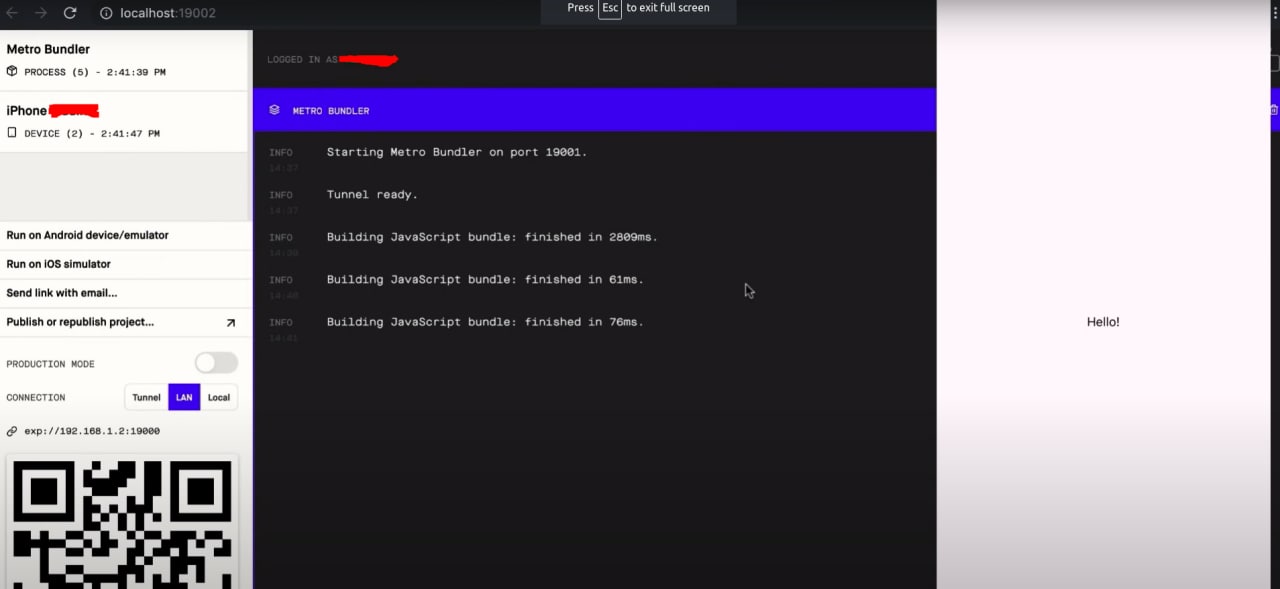 Press Esc to exit full screen
localhost:19002
Metro Bundler
PROCESS (5) - 2:41:39 PM
iPhone
DEVICE (2) - 2:41:47 PM
Run on Android device/emulator
Run on iOS simulator
Send link with email...
Publish or republish project...
PRODUCTION MODE
CONNECTION
Tunnel
LAN
Local
exp://192.168.1.2:19000
LOGGED IN AS
METRO BUNDLER
INFO Starting Metro Bundler on port 19001.
14:37
INFO Tunnel ready.
14:37
INFO Building JavaScript bundle: finished in 2809ms.
INFO Building JavaScript bundle: finished in 61ms.
14:40
INFO Building JavaScript bundle: finished in 76ms.
14:41
Hello!